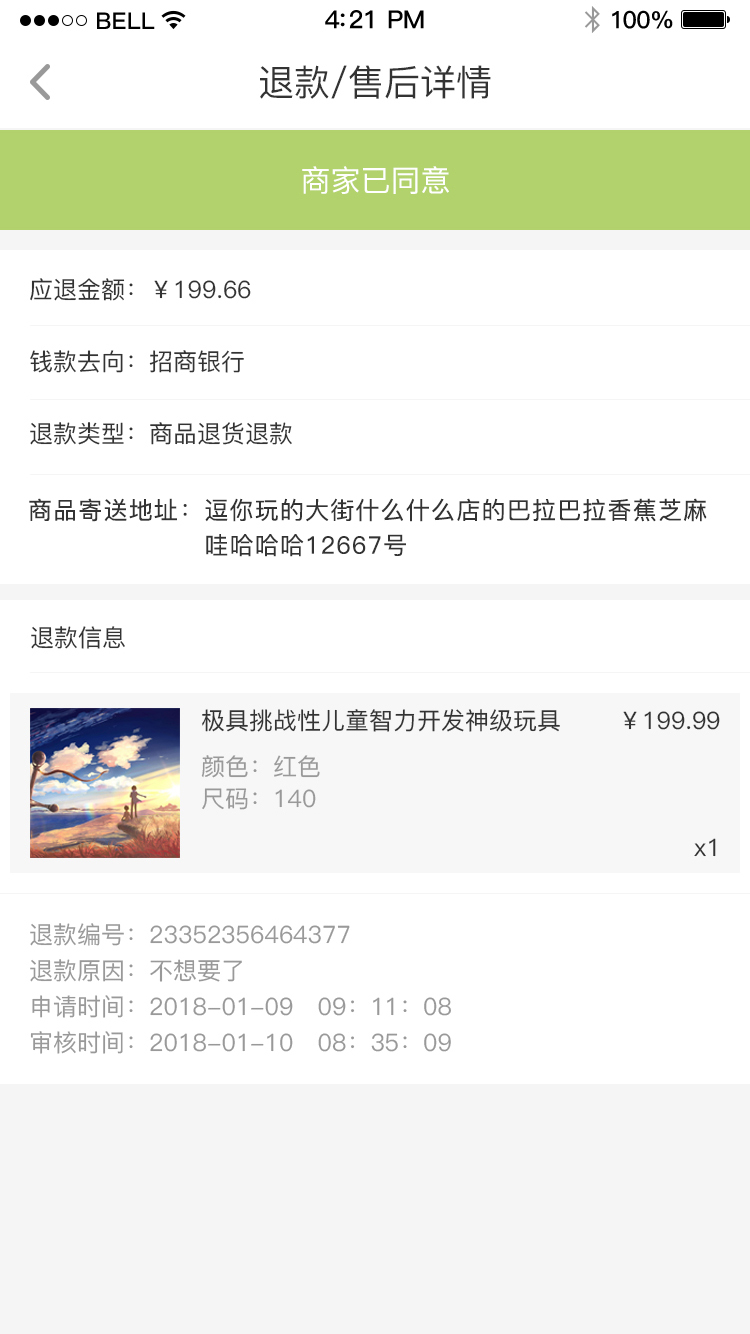 BELL 4:21 PM 100%
退款/售后详情
商家已同意
应退金额：￥199.66
钱款去向：招商银行
退款类型：商品退货退款
商品寄送地址：逗你玩的大街什么什么店的巴拉巴拉香蕉芝麻
哇哈哈哈12667号
退款信息
极具挑战性儿童智力开发神级玩具 ￥199.99
颜色：红色
尺码：140
x1
退款编号：23352356464377
退款原因：不想要了
申请时间：2018-01-09 09：11：08
审核时间：2018-01-10 08：35：09